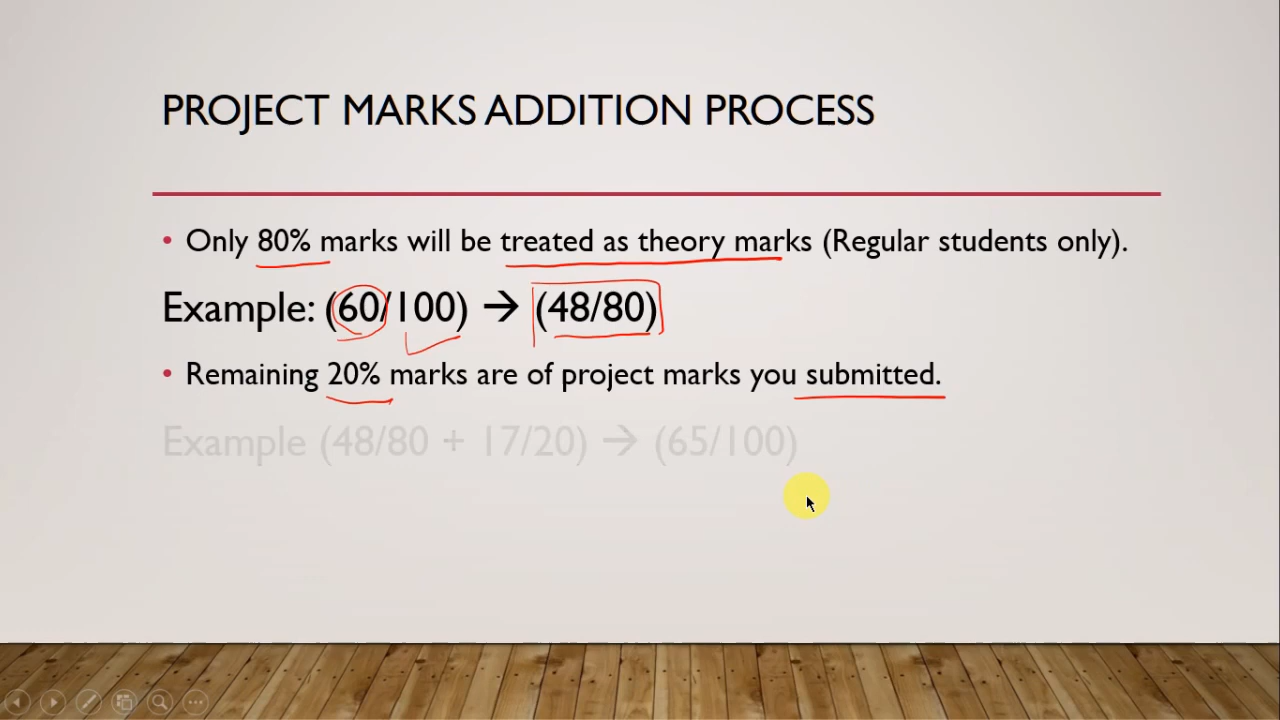 PROJECT MARKS ADDITION PROCESS
• Only 80% marks will be treated as theory marks (Regular students only).
Example: (60/100) → (48/80)
• Remaining 20% marks are of project marks you submitted.
Example (48/80 + 17/20) → (65/100)